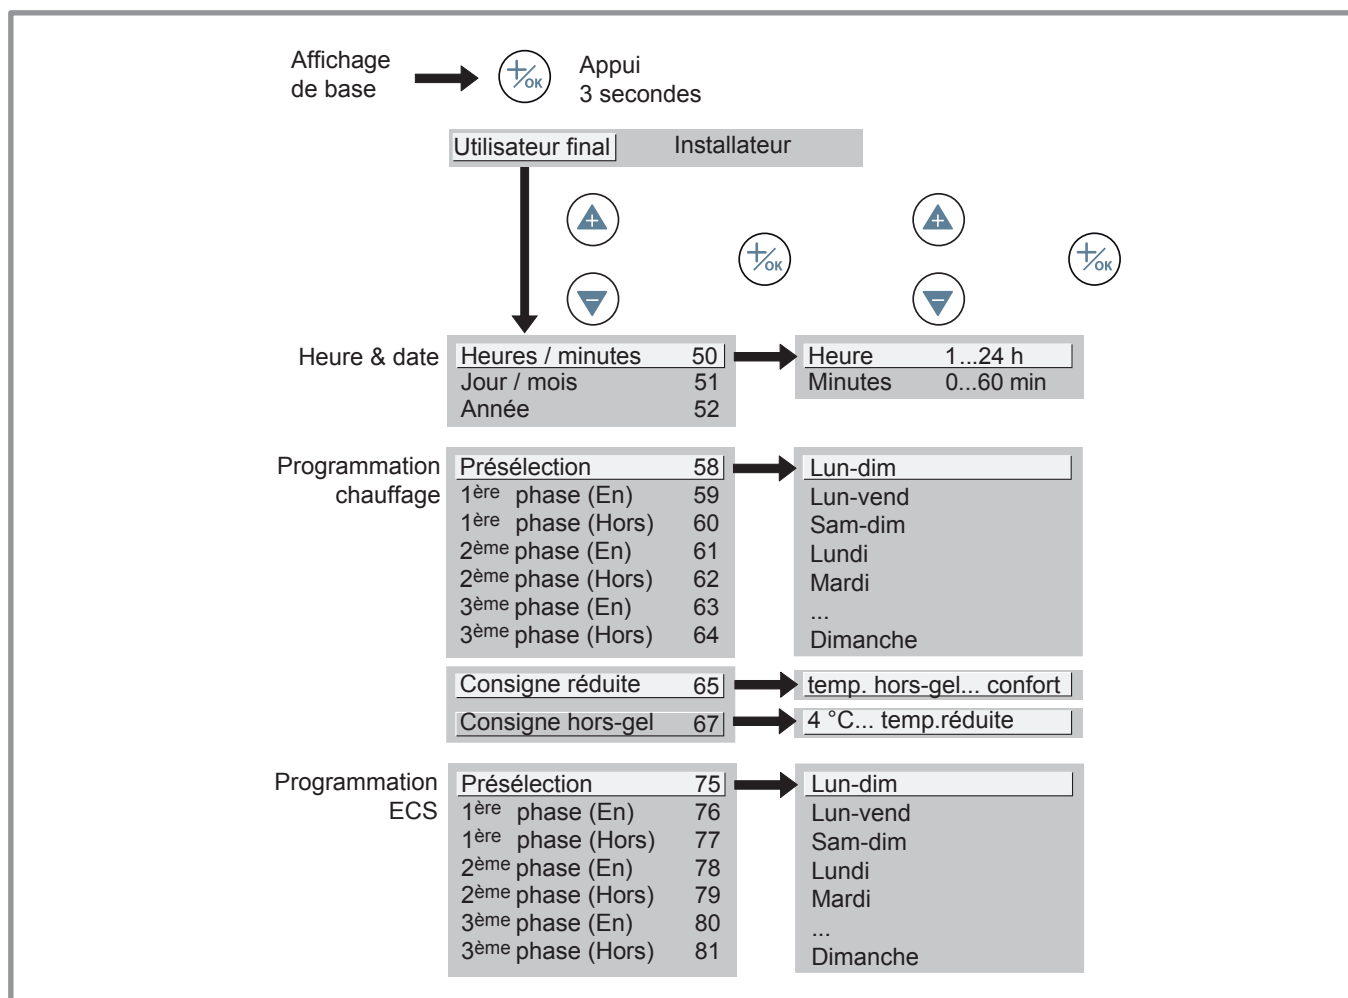 Affichage
de base
+/OK
Appui
3 secondes
Utilisateur final Installateur
+
+
+/OK
+/OK
–
–
Heure & date
Heures / minutes 50
Jour / mois 51
Année 52
Heure 1...24 h
Minutes 0...60 min
Programmation
chauffage
Présélection 58
1ère phase (En) 59
1ère phase (Hors) 60
2ème phase (En) 61
2ème phase (Hors) 62
3ème phase (En) 63
3ème phase (Hors) 64
Lun-dim
Lun-vend
Sam-dim
Lundi
Mardi
...
Dimanche
Consigne réduite 65
temp. hors-gel... confort
Consigne hors-gel 67
4 °C... temp.réduite
Programmation
ECS
Présélection 75
1ère phase (En) 76
1ère phase (Hors) 77
2ème phase (En) 78
2ème phase (Hors) 79
3ème phase (En) 80
3ème phase (Hors) 81
Lun-dim
Lun-vend
Sam-dim
Lundi
Mardi
...
Dimanche